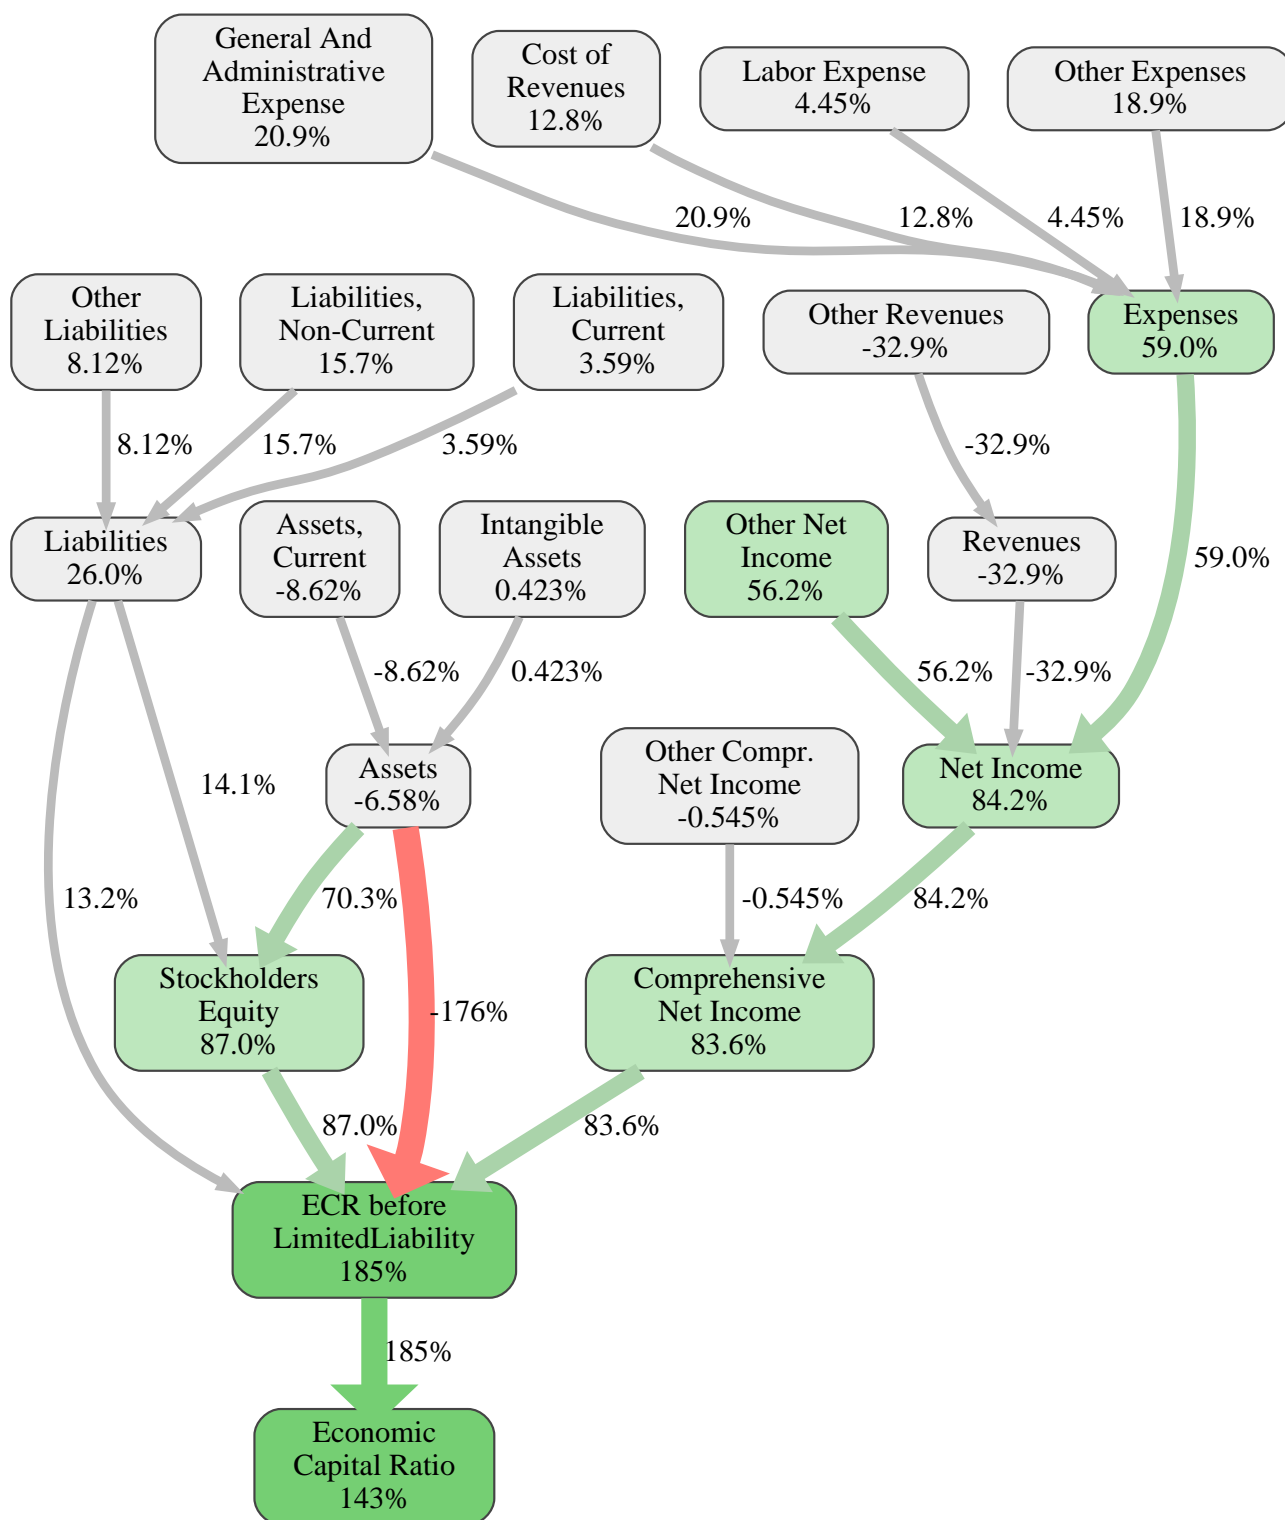 General And
Administrative
Expense
20.9%
Cost of
Revenues
12.8%
Labor Expense
4.45%
Other Expenses
18.9%
20.9%
12.8%
4.45%
18.9%
Other
Liabilities
8.12%
Liabilities,
Non-Current
15.7%
Liabilities,
Current
3.59%
Other Revenues
-32.9%
Expenses
59.0%
8.12%
15.7%
3.59%
-32.9%
Liabilities
26.0%
Assets,
Current
-8.62%
Intangible
Assets
0.423%
Other Net
Income
56.2%
Revenues
-32.9%
59.0%
-8.62%
0.423%
56.2%
-32.9%
Assets
-6.58%
Other Compr.
Net Income
-0.545%
Net Income
84.2%
14.1%
13.2%
70.3%
-0.545%
84.2%
Stockholders
Equity
87.0%
-176%
Comprehensive
Net Income
83.6%
87.0%
83.6%
ECR before
LimitedLiability
185%
185%
Economic
Capital Ratio
143%